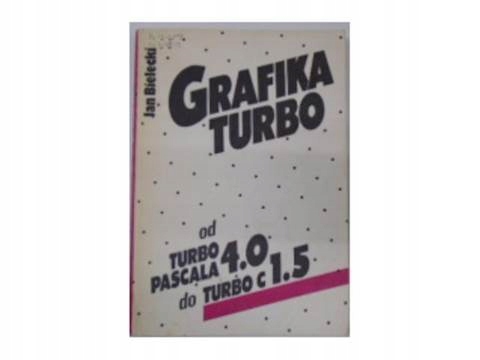 Jan Bielecki
GRAFIKA
TURBO
od
TURBO
PASCALA 4.0
do TURBO C 1.5